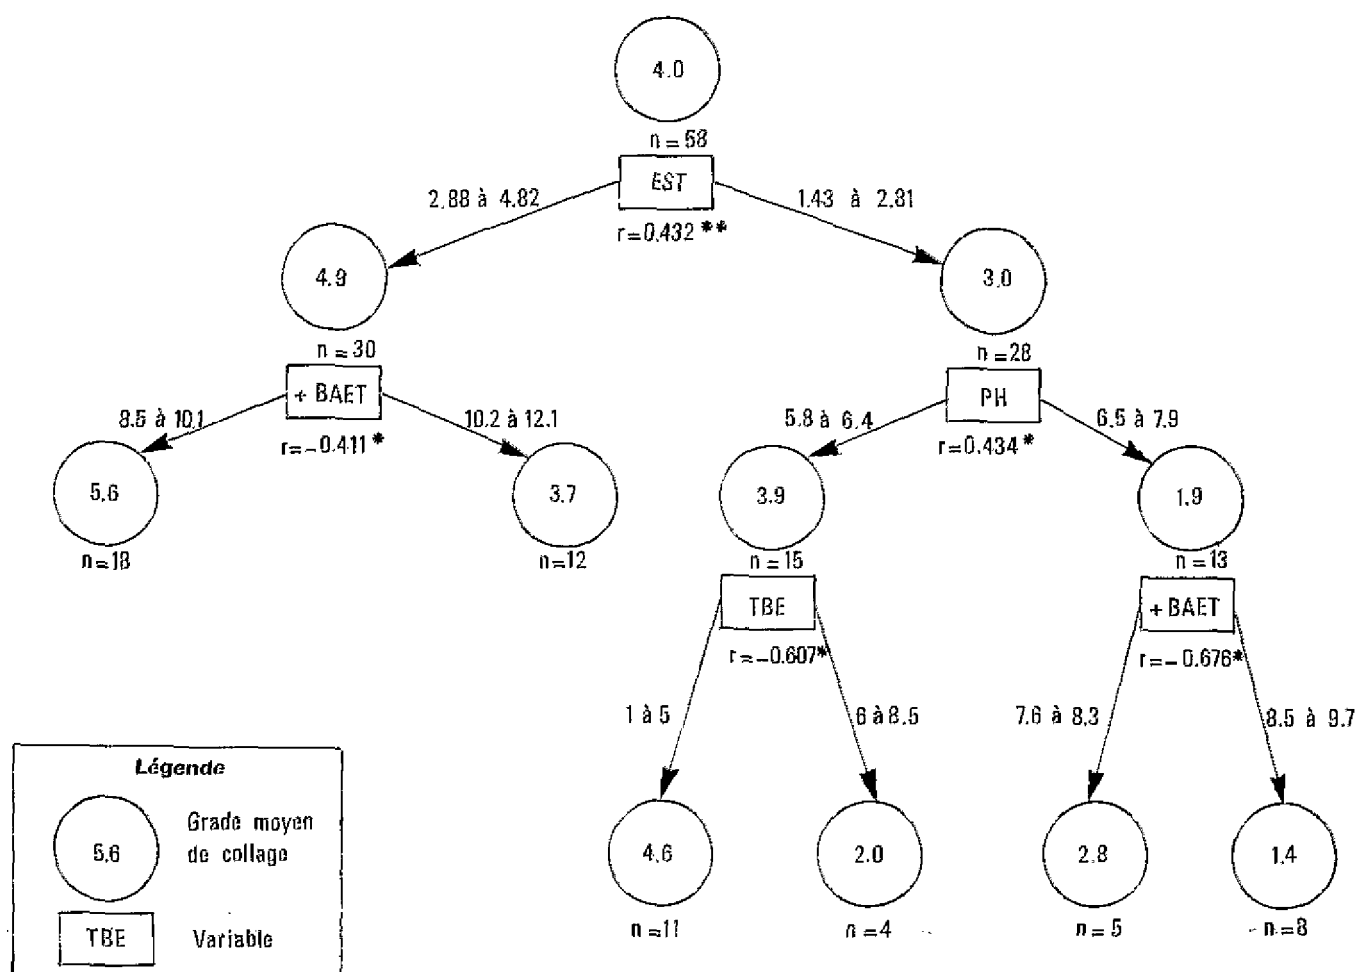 4.0
n = 58
EST
r=0.432 **
2.88 à 4.82
1.43 à 2.81
4.9
n = 30
3.0
n =28
+ BAET
r=-0.411 *
8.5 à 10.1
10.2 à 12.1
PH
r=0.434 *
5.8 à 6.4
6.5 à 7.9
5.6
n=18
3.7
n=12
3.9
n=15
1.9
n = 13
TBE
r=-0.607*
+ BAET
r=-0.676*
1 à 5
6 à 8.5
7.6 à 8.3
8.5 à 9.7
4.6
n=11
2.0
n = 4
2.8
n = 5
1.4
n = 8
Légende
5.6
Grade moyen
de collage
TBE
Variable